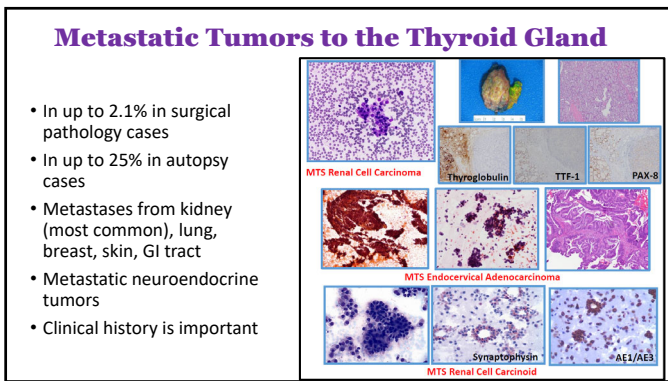 Metastatic Tumors to the Thyroid Gland
• In up to 2.1% in surgical
pathology cases
• In up to 25% in autopsy
cases
• Metastases from kidney
(most common), lung,
breast, skin, GI tract
• Metastatic neuroendocrine
tumors
• Clinical history is important
Thyroglobulin
TTF-1
PAX-8
MTS Renal Cell Carcinoma
MTS Endocervical Adenocarcinoma
Synaptophysin
AE1/AE3
MTS Renal Cell Carcinoid